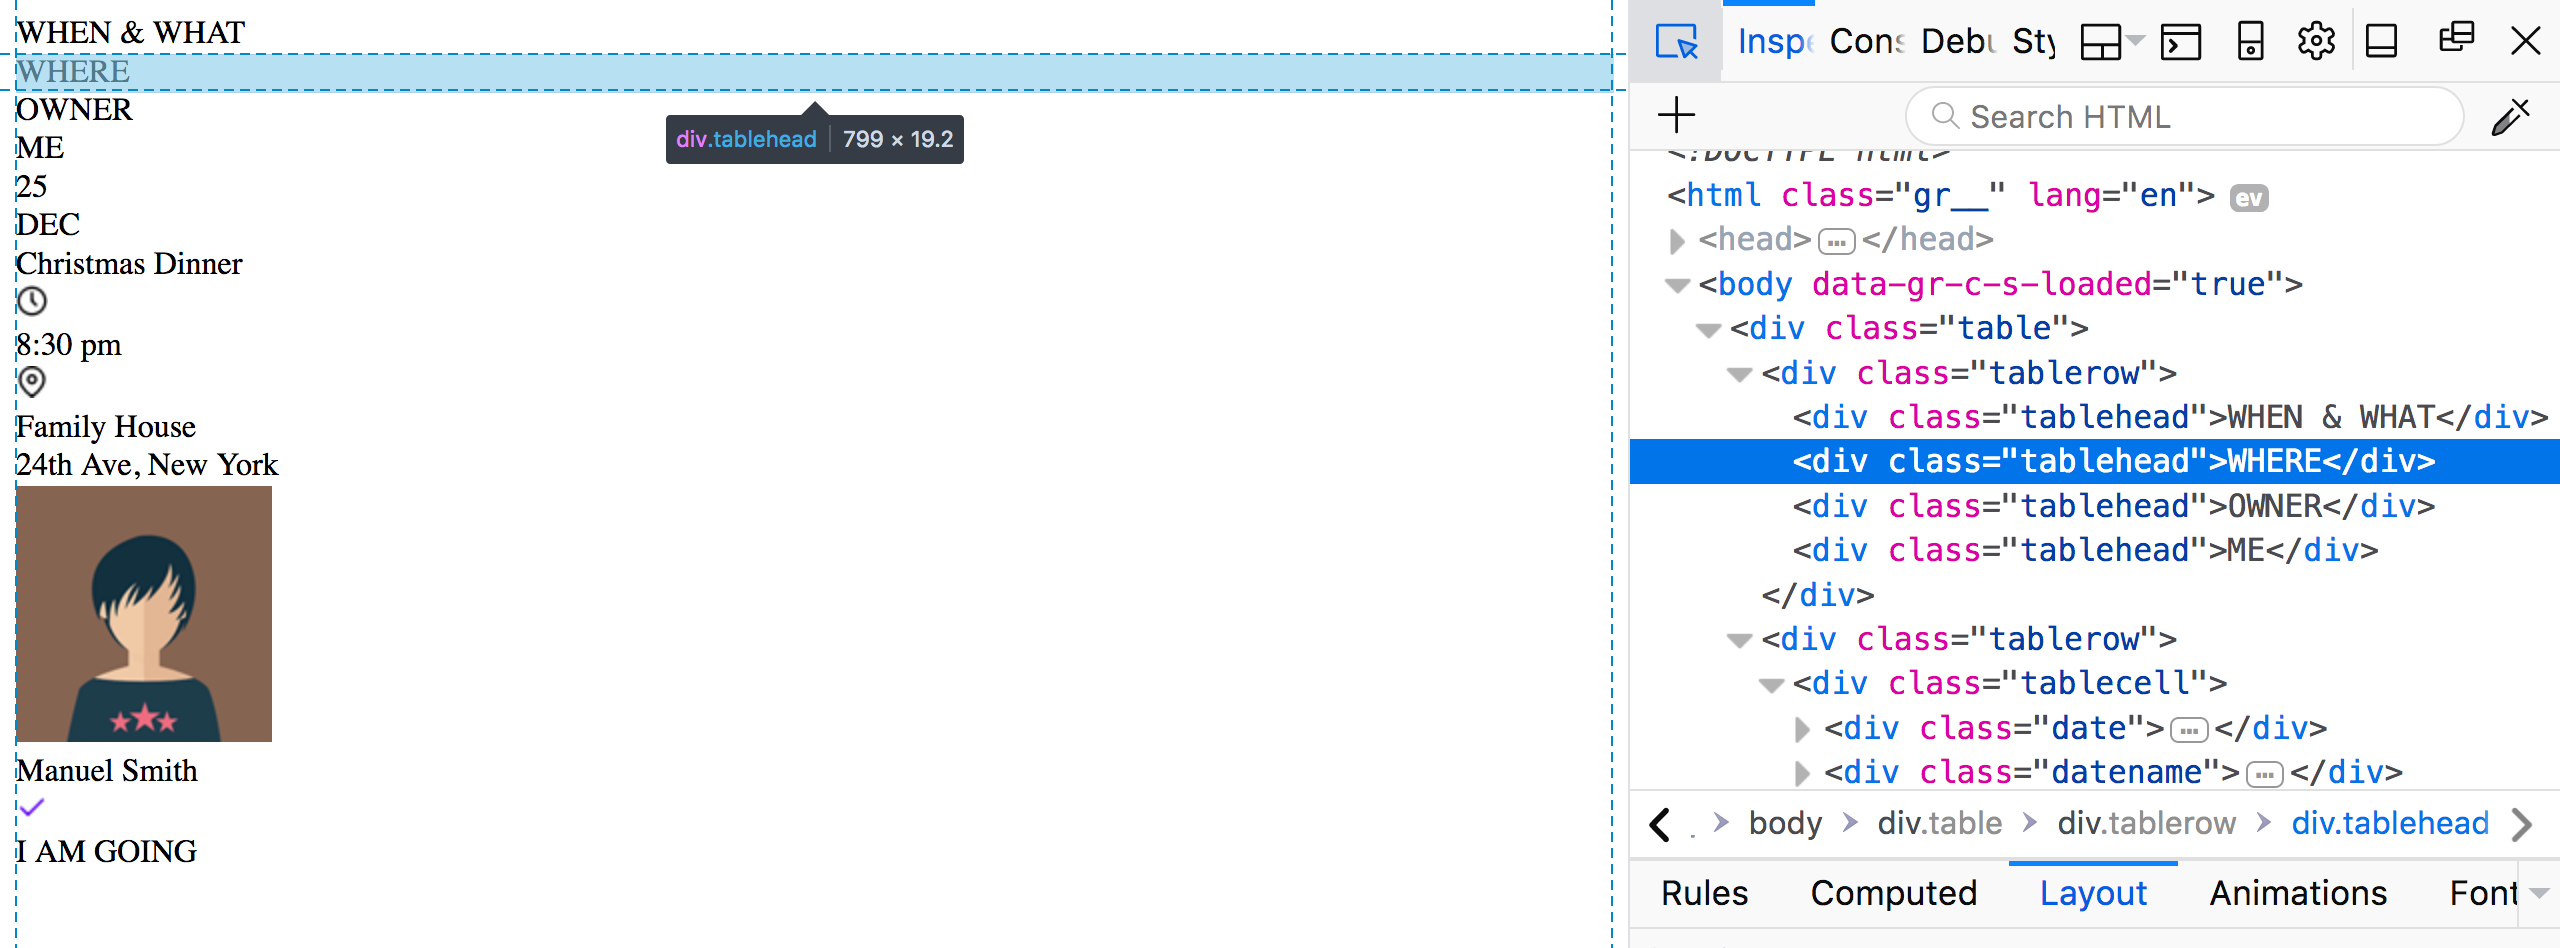 WHEN & WHAT
WHERE
OWNER
ME
25
DEC
Christmas Dinner
8:30 pm
Family House
24th Ave, New York
Manuel Smith
I AM GOING
div.tablehead 799 × 19.2
Inspe Cons Debu Sty
Search HTML
<!DOCTYPE html>
<html class="gr__" lang="en"> ev
<head> … </head>
<body data-gr-c-s-loaded="true">
<div class="table">
<div class="tablerow">
<div class="tablehead">WHEN & WHAT</div>
<div class="tablehead">WHERE</div>
<div class="tablehead">OWNER</div>
<div class="tablehead">ME</div>
</div>
<div class="tablerow">
<div class="tablecell">
<div class="date"> … </div>
<div class="datename"> … </div>
body div.table div.tablerow div.tablehead
Rules Computed Layout Animations Font